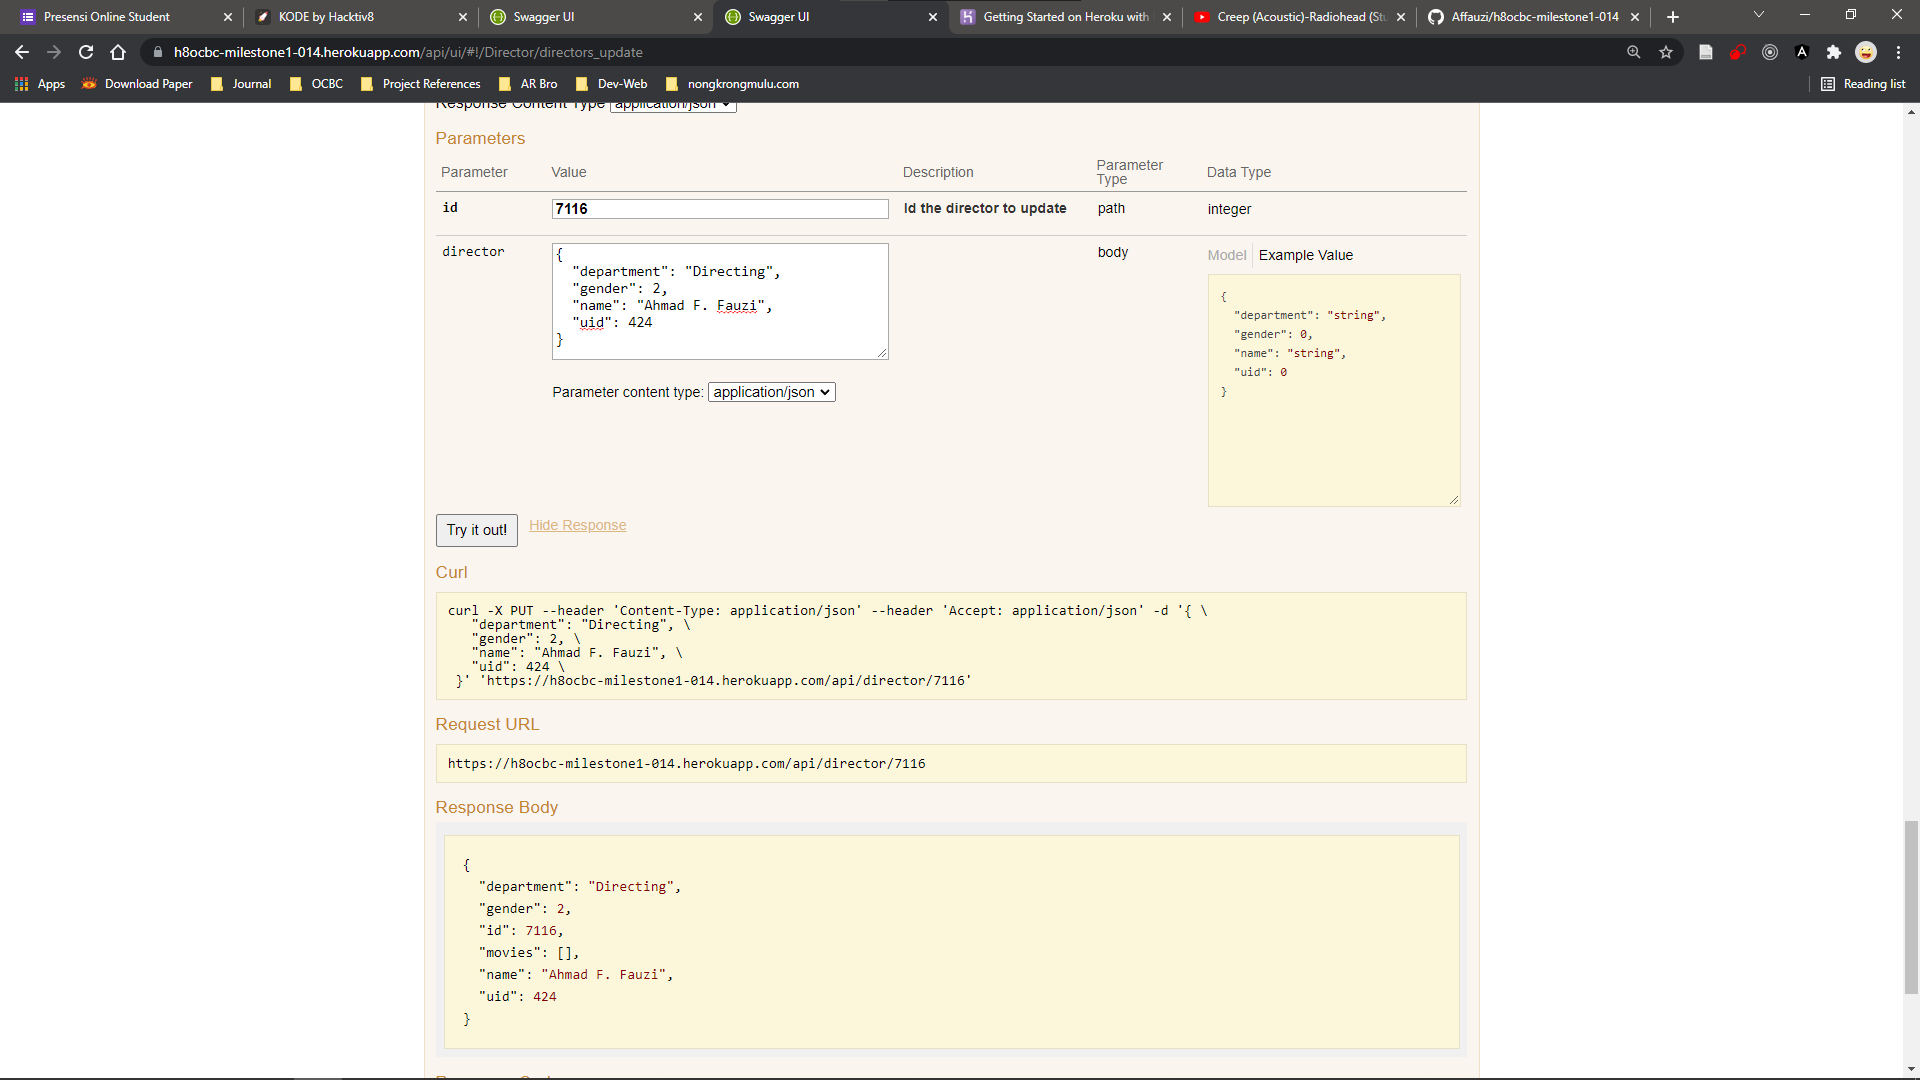 Presensi Online Student
KODE by Hacktiv8
Swagger UI
Swagger UI
Getting Started on Heroku with
Creep (Acoustic)-Radiohead (Stu
Affauzi/h8ocbc-milestone1-014
h8ocbc-milestone1-014.herokuapp.com/api/ui/#!/Director/directors_update
Apps
Download Paper
Journal
OCBC
Project References
AR Bro
Dev-Web
nongkrongmulu.com
Reading list
Response Content Type application/json
Parameters
Parameter Value Description Parameter Type Data Type
id 7116 Id the director to update path integer
director
{
"department": "Directing",
"gender": 2,
"name": "Ahmad F. Fauzi",
"uid": 424
}
Parameter content type: application/json
body
Model Example Value
{
"department": "string",
"gender": 0,
"name": "string",
"uid": 0
}
Try it out! Hide Response
Curl
curl -X PUT --header 'Content-Type: application/json' --header 'Accept: application/json' -d '{ \
"department": "Directing", \
"gender": 2, \
"name": "Ahmad F. Fauzi", \
"uid": 424 \
}' 'https://h8ocbc-milestone1-014.herokuapp.com/api/director/7116'
Request URL
https://h8ocbc-milestone1-014.herokuapp.com/api/director/7116
Response Body
{
"department": "Directing",
"gender": 2,
"id": 7116,
"movies": [],
"name": "Ahmad F. Fauzi",
"uid": 424
}